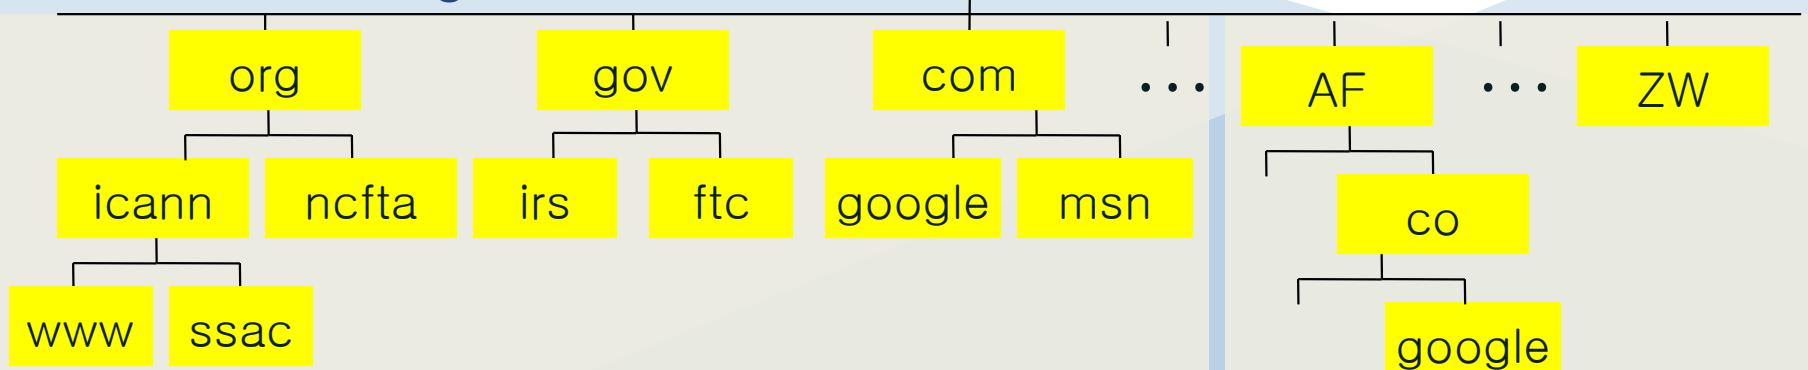 org
gov
com
...
AF
...
ZW
icann
ncfta
irs
ftc
google
msn
co
www
ssac
google